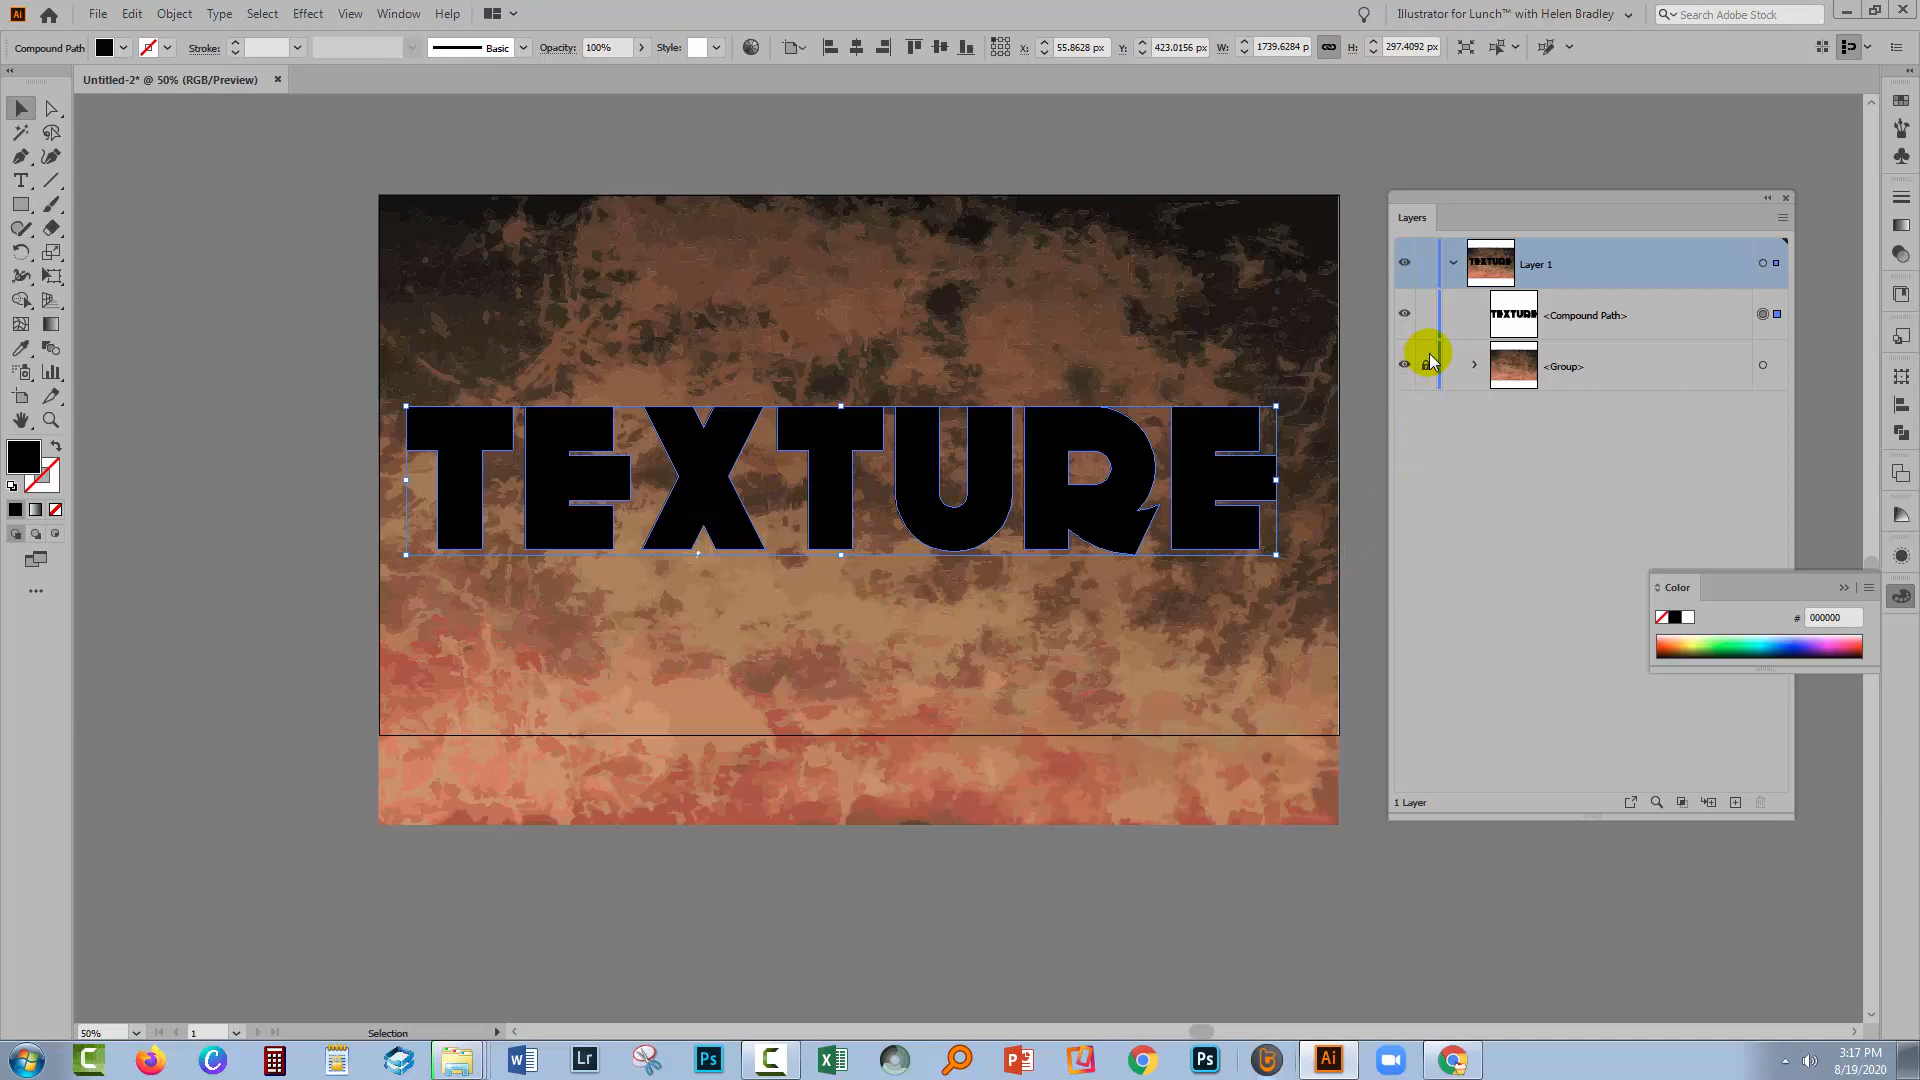 File Edit Object Type Select Effect View Window Help
Illustrator for Lunch™ with Helen Bradley
Search Adobe Stock
Compound Path
Stroke:
Basic
Opacity: 100%
Style:
X: 55.8628 px
Y: 423.0156 px
W: 1739.6284 p
H: 297.4092 px
Untitled-2* @ 50% (RGB/Preview)
TEXTURE
Layers
Layer 1
<Compound Path>
<Group>
1 Layer
Color
# 000000
50%
1
Selection
3:17 PM
8/19/2020